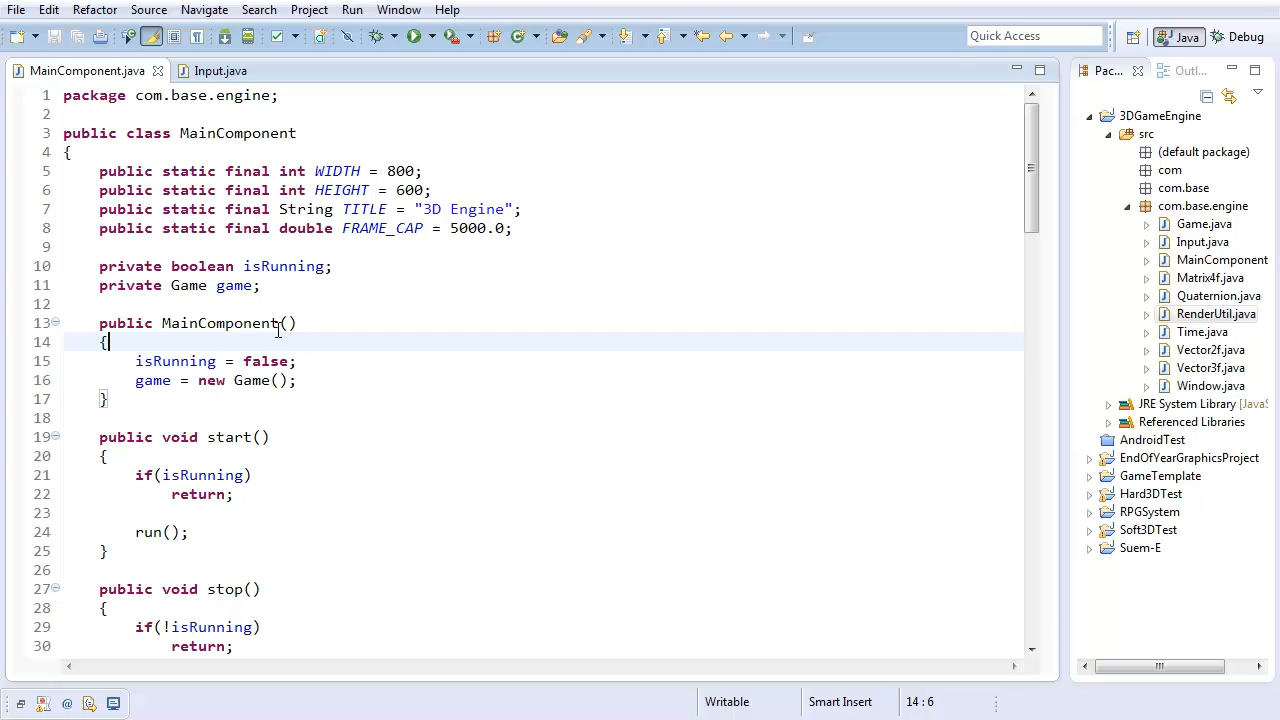 File Edit Refactor Source Navigate Search Project Run Window Help
Quick Access
Java
Debug
MainComponent.java
Input.java
1 package com.base.engine;
2
3 public class MainComponent
4 {
5 public static final int WIDTH = 800;
6 public static final int HEIGHT = 600;
7 public static final String TITLE = "3D Engine";
8 public static final double FRAME_CAP = 5000.0;
9
10 private boolean isRunning;
11 private Game game;
12
13 public MainComponent()
14 {
15 isRunning = false;
16 game = new Game();
17 }
18
19 public void start()
20 {
21 if(isRunning)
22 return;
23
24 run();
25 }
26
27 public void stop()
28 {
29 if(!isRunning)
30 return;
Pac...
Outl...
3DGameEngine
src
(default package)
com
com.base
com.base.engine
Game.java
Input.java
MainComponent
Matrix4f.java
Quaternion.java
RenderUtil.java
Time.java
Vector2f.java
Vector3f.java
Window.java
JRE System Library [JavaS
Referenced Libraries
AndroidTest
EndOfYearGraphicsProject
GameTemplate
Hard3DTest
RPGSystem
Soft3DTest
Suem-E
Writable
Smart Insert
14 : 6